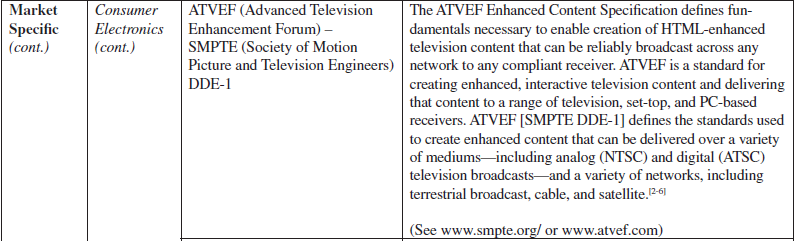 Market
Specific
(cont.)
Consumer
Electronics
(cont.)
ATVEF (Advanced Television
Enhancement Forum) –
SMPTE (Society of Motion
Picture and Television Engineers)
DDE-1
The ATVEF Enhanced Content Specification defines fun-
damentals necessary to enable creation of HTML-enhanced
television content that can be reliably broadcast across any
network to any compliant receiver. ATVEF is a standard for
creating enhanced, interactive television content and delivering
that content to a range of television, set-top, and PC-based
receivers. ATVEF [SMPTE DDE-1] defines the standards used
to create enhanced content that can be delivered over a variety
of mediums—including analog (NTSC) and digital (ATSC)
television broadcasts—and a variety of networks, including
terrestrial broadcast, cable, and satellite.[2-6]
(See www.smpte.org/ or www.atvef.com)